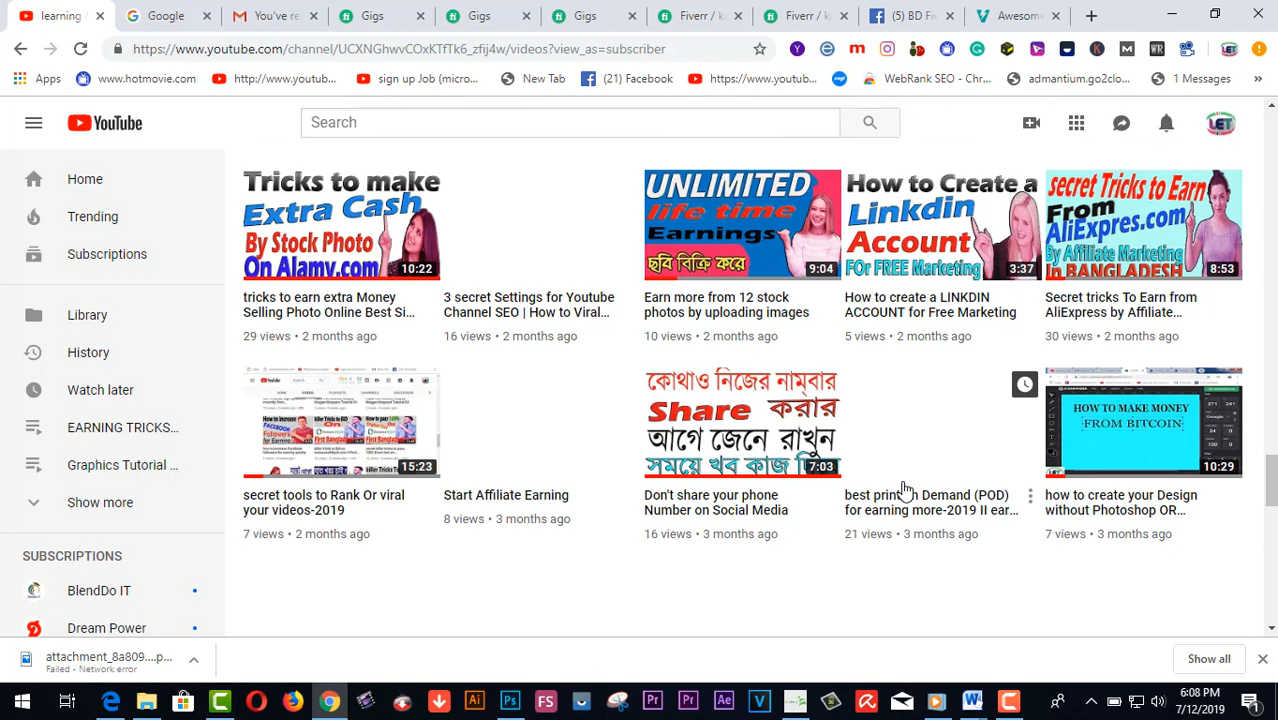 learning
Google
You've re
Gigs
Gigs
Gigs
Fiverr / k
Fiverr /
(5) BD Fi
Awesom
https://www.youtube.com/channel/UCXNGhwvCOxKTfTk6_zfij4w/videos?view_as=subscriber
Apps
www.hotmovie.com
http://www.youtub...
sign up Job (micro...
New Tab
(21) Facebook
https://www.youtub...
WebRank SEO - Chr...
admantium.go2clo...
1 Messages
YouTube
Search
LET
Home
Trending
Subscriptions
Library
History
Watch later
EARNING TRICKS...
Graphics Tutorial ...
Show more
SUBSCRIPTIONS
BlendDo IT
Dream Power
Tricks to make
Extra Cash
By Stock Photo
On Alamy.com
10:22
tricks to earn extra Money
Selling Photo Online Best Si...
29 views • 2 months ago
3 secret Settings for Youtube
Channel SEO | How to Viral...
16 views • 2 months ago
UNLIMITED
life time
Earnings
ছবি বিক্রি করে
9:04
Earn more from 12 stock
photos by uploading images
10 views • 2 months ago
How to Create a
Linkdin
Account
FOr FREE Marketing
3:37
How to create a LINKDIN
ACCOUNT for Free Marketing
5 views • 2 months ago
secret Tricks to Earn
From
AliExpres.com
By Affiliate Marketing
In BANGLADESH
8:53
Secret tricks To Earn from
AliExpress by Affiliate...
30 views • 2 months ago
15:23
secret tools to Rank Or viral
your videos-2019
7 views • 2 months ago
Start Affiliate Earning
8 views • 3 months ago
কোথাও নিজের নাম্বার
Share করার
আগে জেনে রাখুন
সময়ে খব কাজ
7:03
Don't share your phone
Number on Social Media
16 views • 3 months ago
best print Demand (POD)
for earning more-2019 II ear...
21 views • 3 months ago
HOW TO MAKE MONEY
FROM BITCOIN
10:29
how to create your Design
without Photoshop OR...
7 views • 3 months ago
attachment_8a809....p...
Failed - Network error
Show all
6:08 PM
7/12/2019